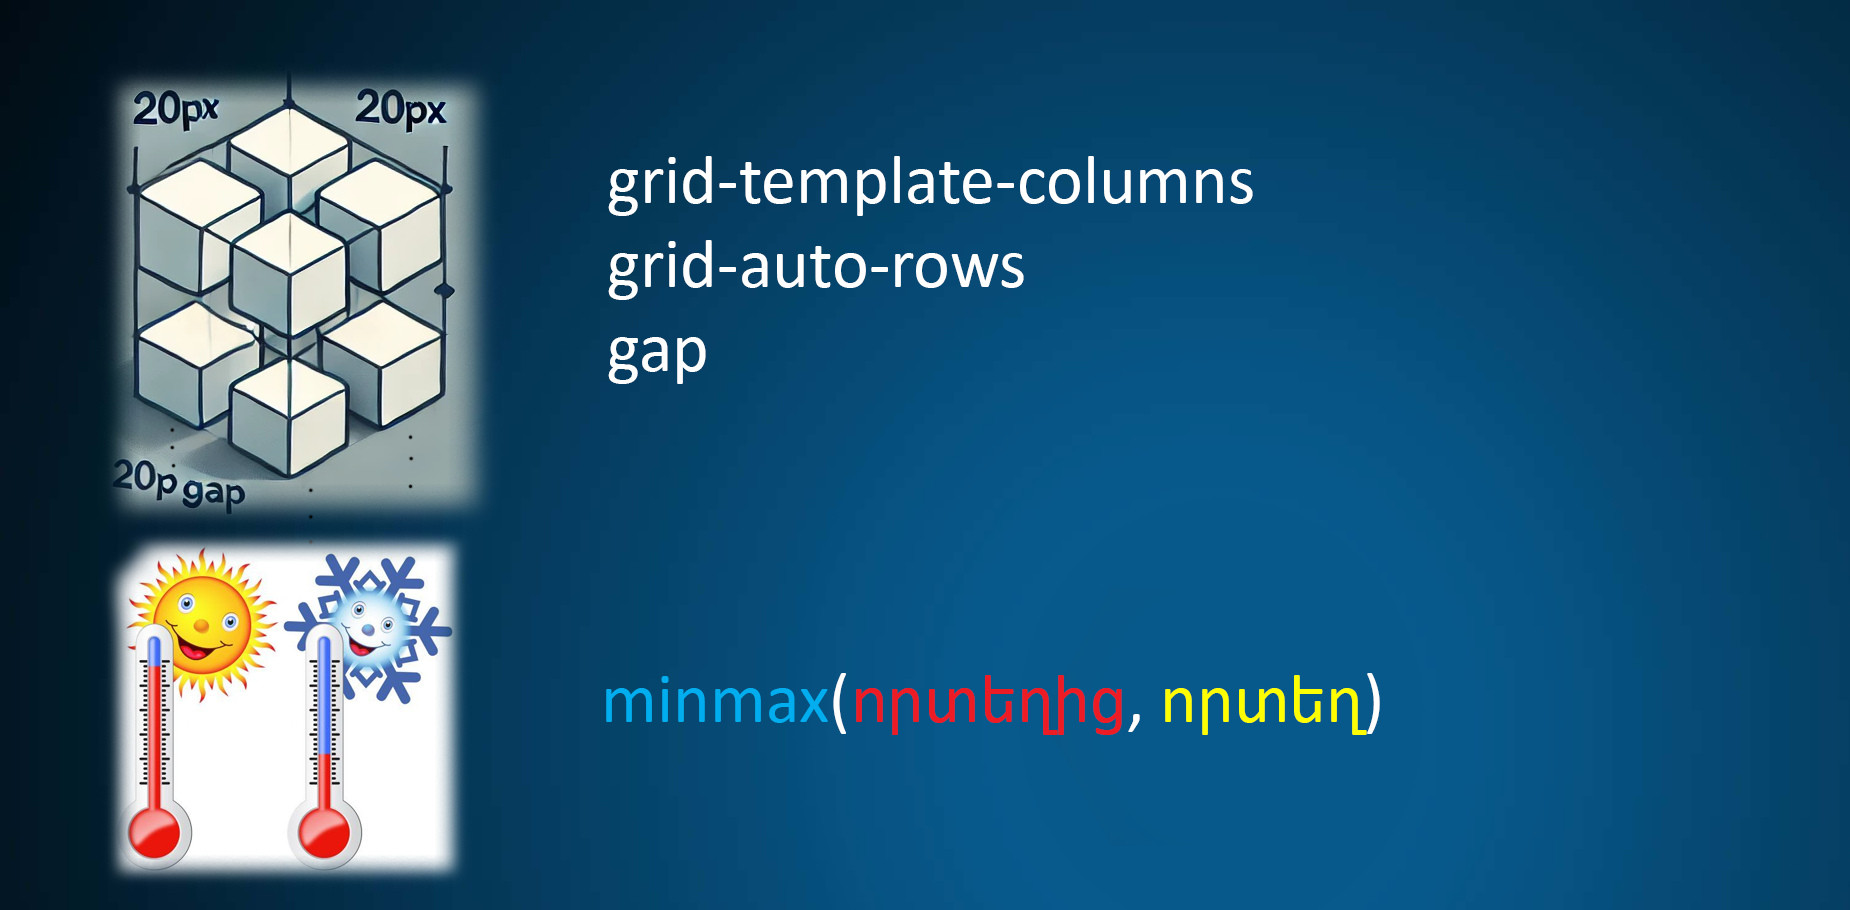 20px 20px
grid-template-columns
grid-auto-rows
gap
20p gap
minmax(որտեղից, որտեղ)